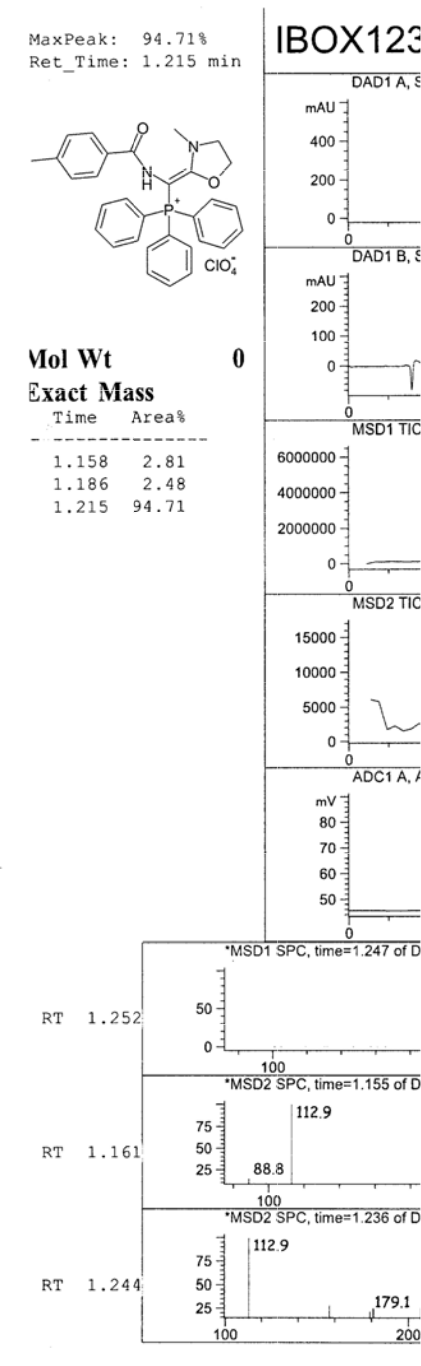 MaxPeak: 94.71%
Ret_Time: 1.215 min
IBOX123
O
N
N
H
O
P+
ClO4-
Mol Wt 0
Exact Mass
Time Area%
1.158 2.81
1.186 2.48
1.215 94.71
DAD1 A, S
mAU
400
200
0
0
DAD1 B, S
mAU
200
100
0
0
MSD1 TIC
6000000
4000000
2000000
0
0
MSD2 TIC
15000
10000
5000
0
0
ADC1 A, A
mV
80
70
60
50
0
*MSD1 SPC, time=1.247 of D
RT 1.252
50
0
100
*MSD2 SPC, time=1.155 of D
RT 1.161
75
50
25
112.9
88.8
100
*MSD2 SPC, time=1.236 of D
RT 1.244
75
50
25
112.9
179.1
100
200